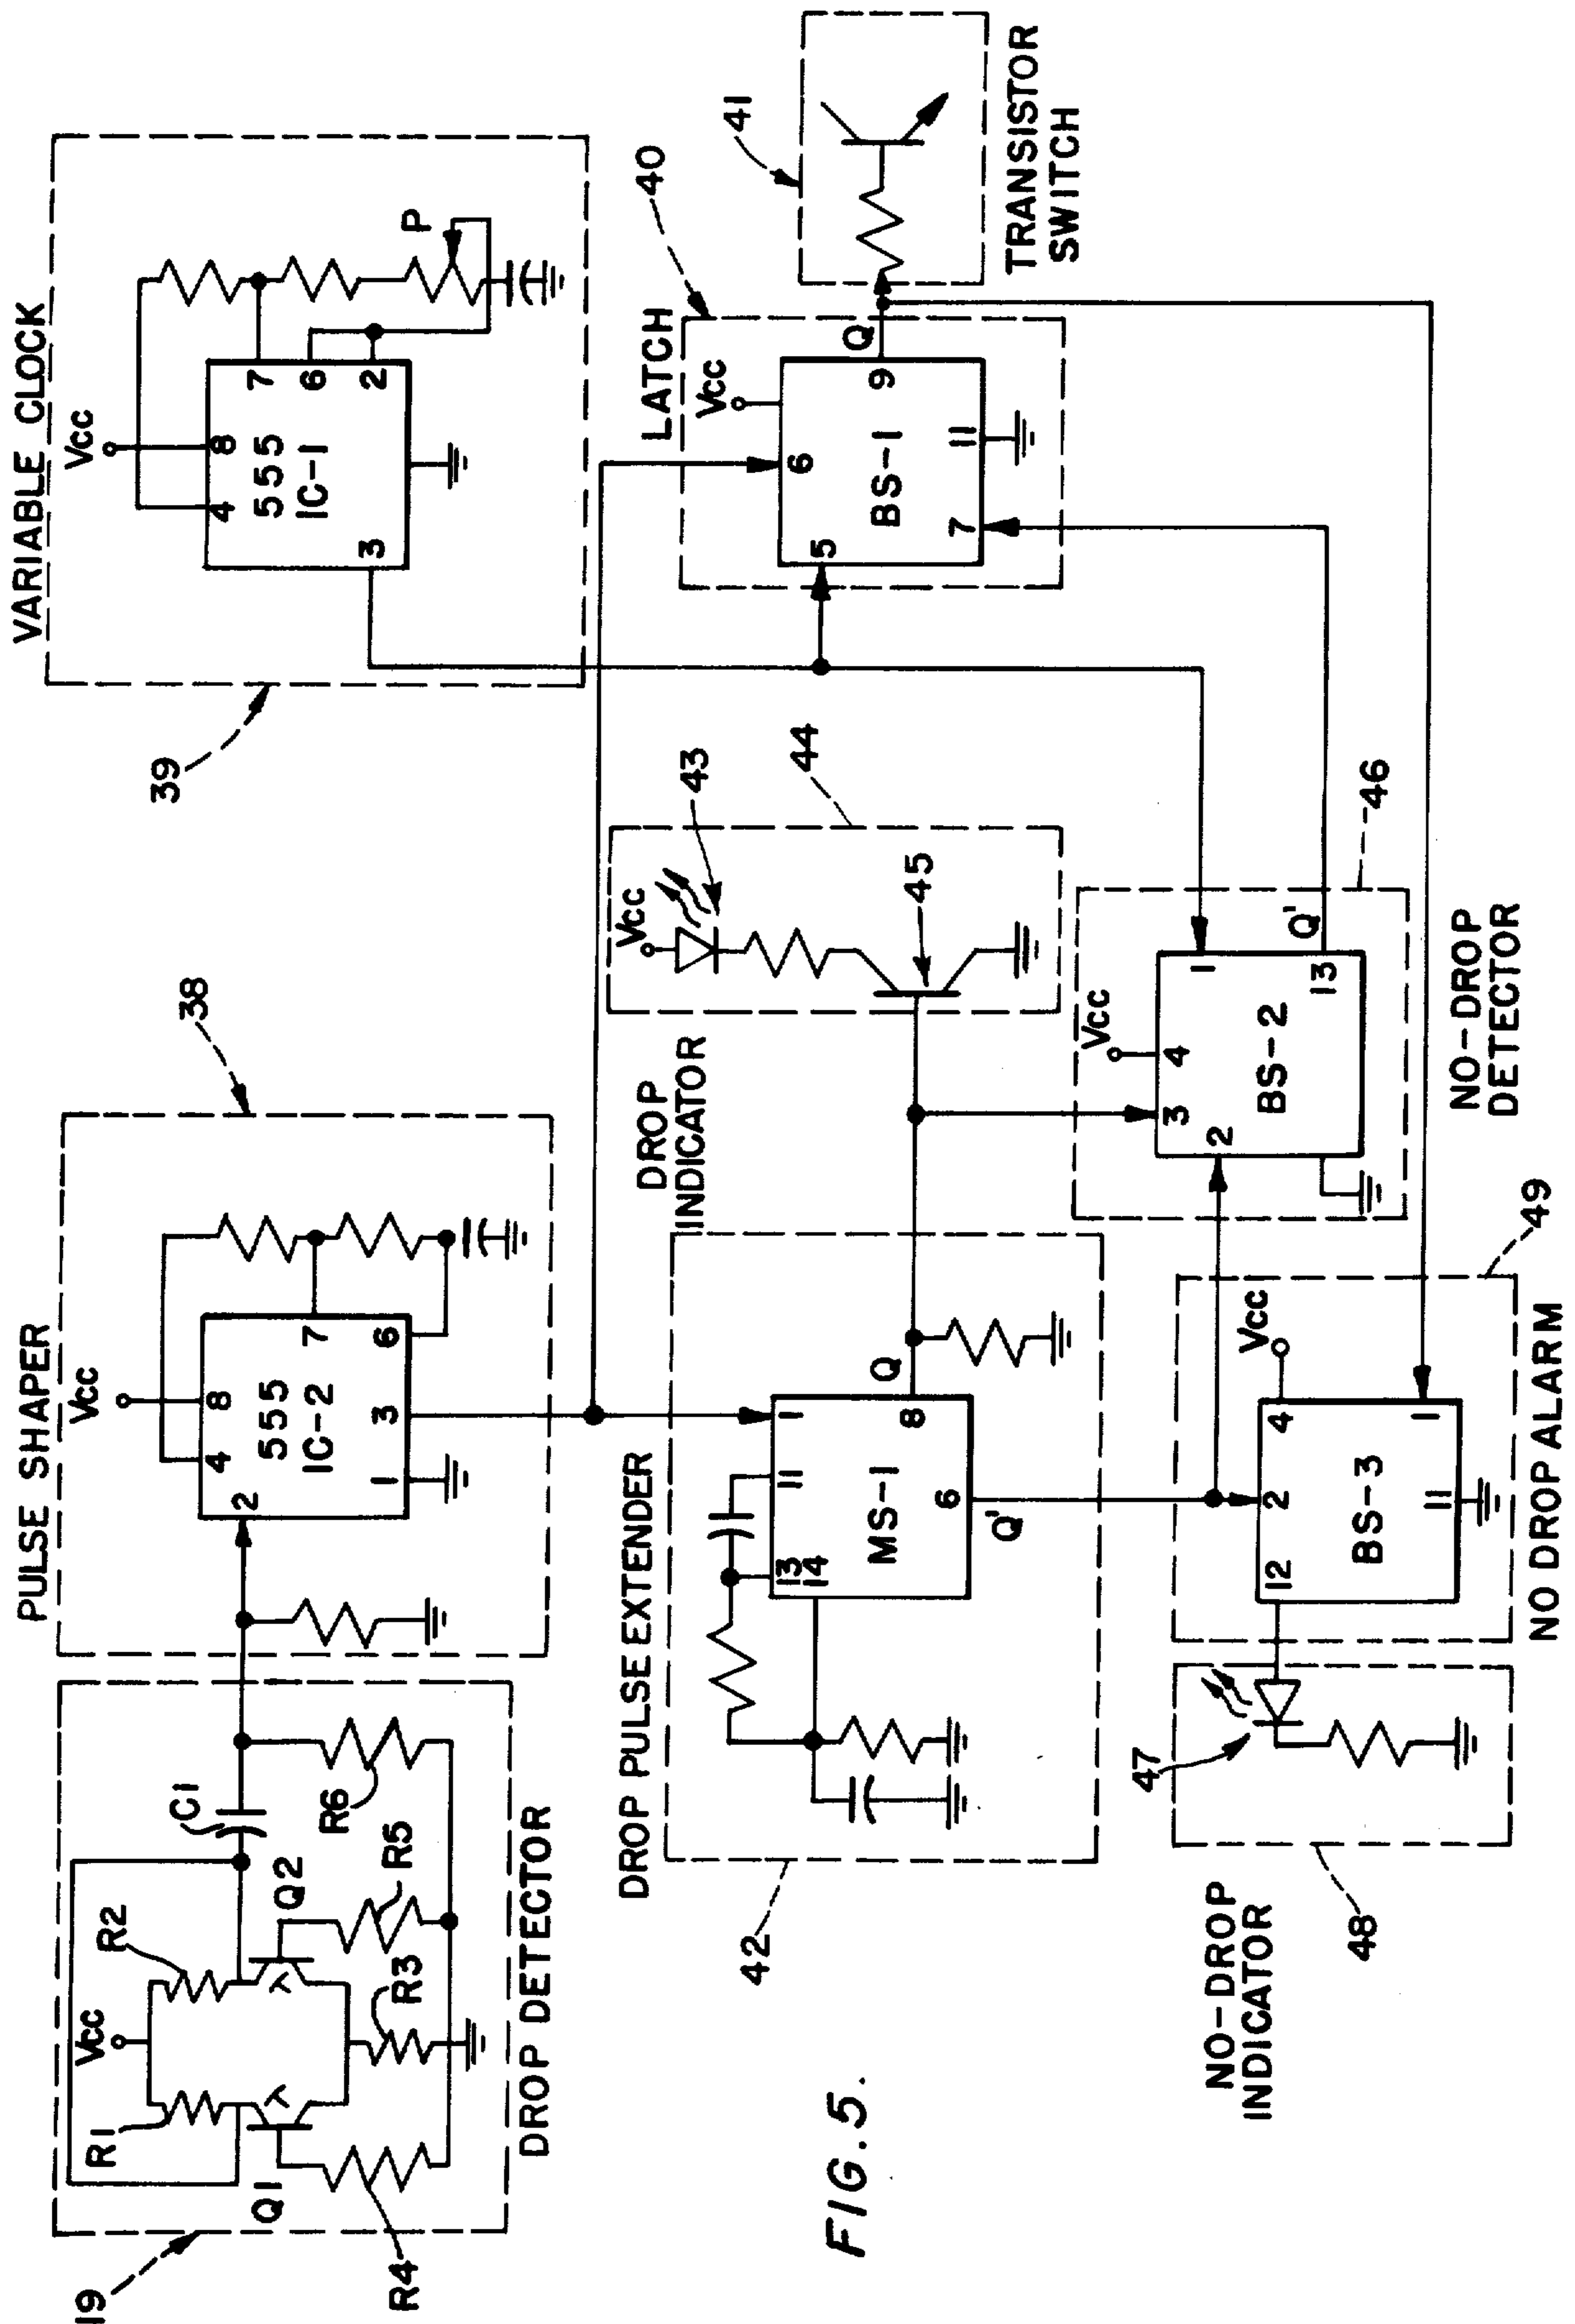 19
DROP DETECTOR
Vcc
R1
R2
Q1
Q2
R3
R4
R5
R6
C1
PULSE SHAPER
38
Vcc
4
8
2
555
IC-2
7
1
3
6
VARIABLE CLOCK
39
Vcc
4
8
555
IC-1
7
3
6
2
P
DROP PULSE EXTENDER
42
13
11
1
14
MS-1
8
Q
6
Q'
DROP
INDICATOR
Vcc
43
44
45
LATCH
40
Vcc
6
5
BS-1
9
Q
7
11
41
TRANSISTOR
SWITCH
NO-DROP
DETECTOR
46
Vcc
3
4
1
2
BS-2
13
Q'
NO-DROP
INDICATOR
47
48
NO DROP ALARM
49
Vcc
12
2
4
BS-3
11
1
FIG. 5.